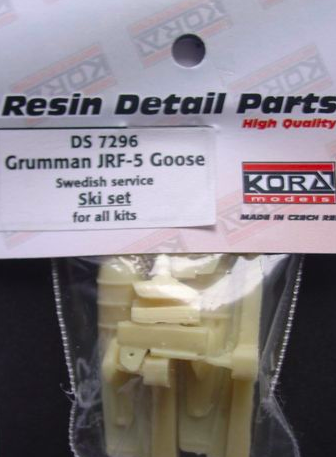 Resin Detail Parts
High Quality
DS 7296
Grumman JRF-5 Goose
Swedish service
Ski set
for all kits
KORA
models
MADE IN CZECH RE